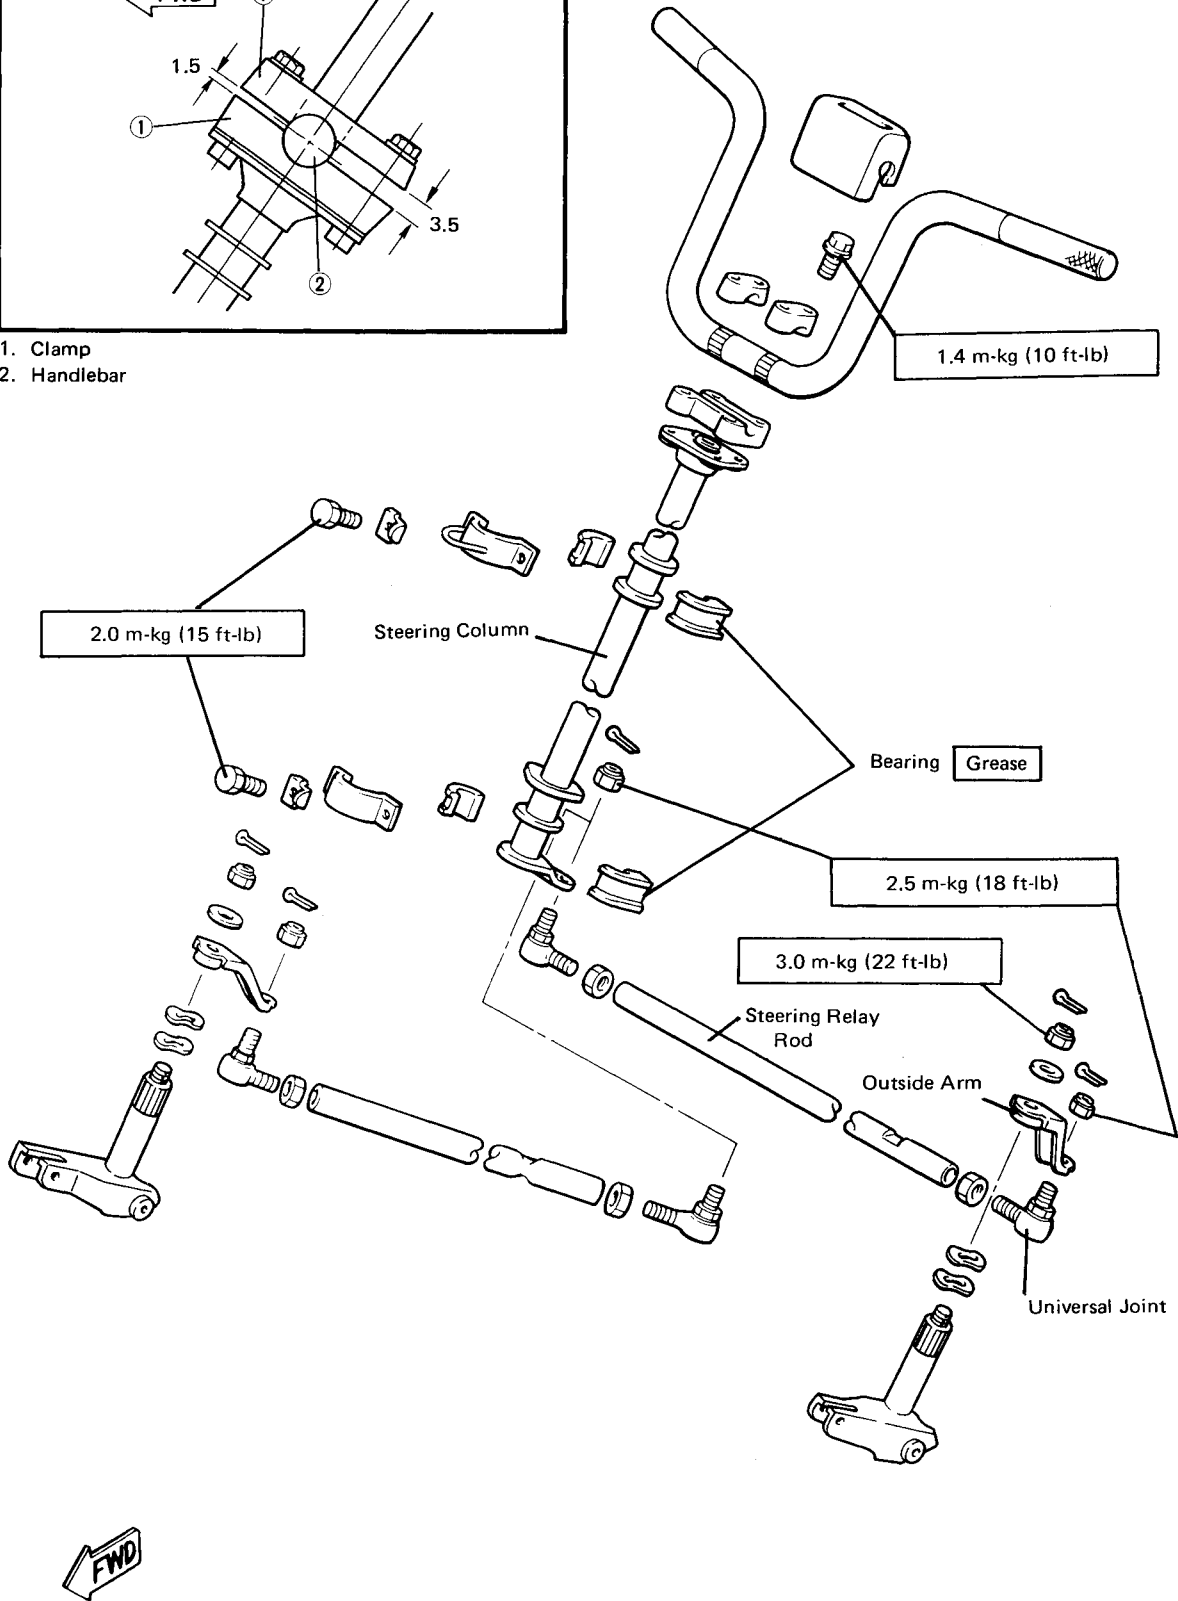 1.5
①
3.5
②
1. Clamp
2. Handlebar
1.4 m-kg (10 ft-lb)
2.0 m-kg (15 ft-lb)
Steering Column
Bearing Grease
2.5 m-kg (18 ft-lb)
3.0 m-kg (22 ft-lb)
Steering Relay
Rod
Outside Arm
Universal Joint
FWD